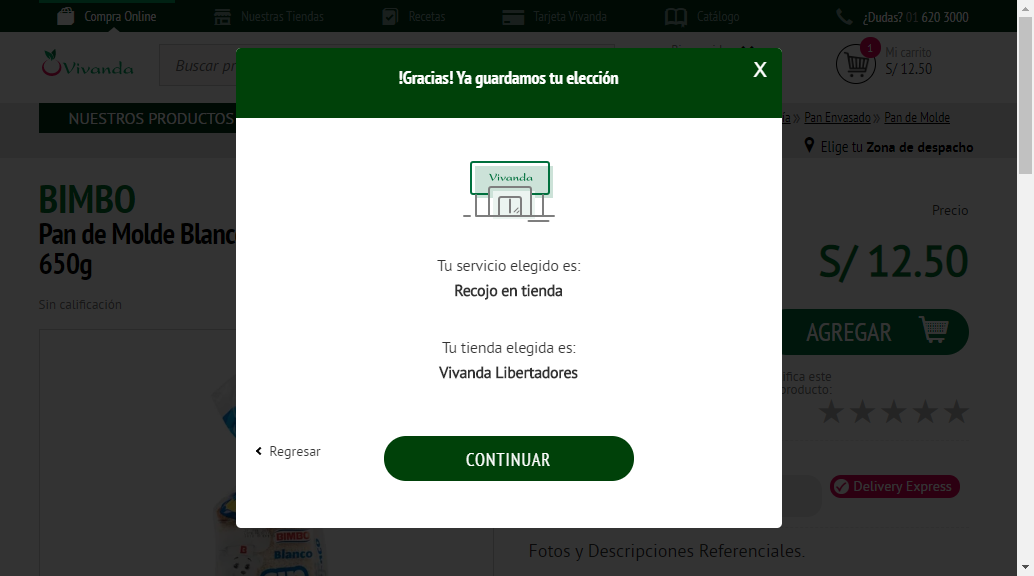 Compra Online
Nuestras Tiendas
Recetas
Tarjeta Vivanda
Catálogo
¿Dudas? 01 620 3000
Vivanda
Buscar pr
1
Mi carrito
S/ 12.50
NUESTROS PRODUCTOS
ía » Pan Envasado » Pan de Molde
Elige tu Zona de despacho
BIMBO
Pan de Molde Blanco
650g
Sin calificación
Precio
S/ 12.50
AGREGAR
ifica este
producto:
Delivery Express
Fotos y Descripciones Referenciales.
BIMBO
Blanco
!Gracias! Ya guardamos tu elección
X
Vivanda
Tu servicio elegido es:
Recojo en tienda
Tu tienda elegida es:
Vivanda Libertadores
Regresar
CONTINUAR